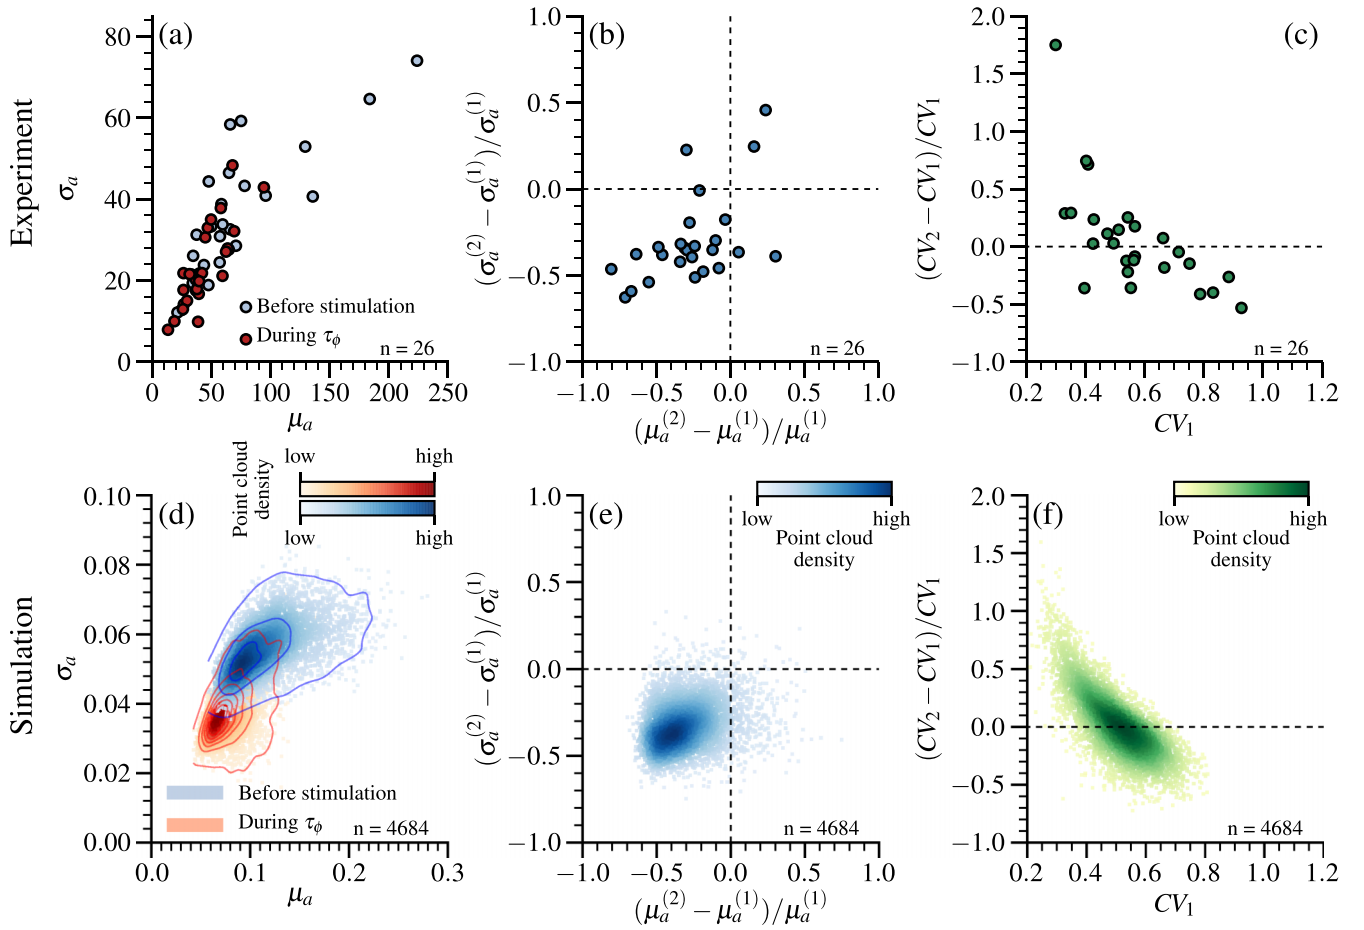 Experiment
(a)
80
60
40
20
0
σₐ
Before stimulation
During τ_ϕ
n = 26
0 50 100 150 200 250
μₐ
(b)
1.0
0.5
0.0
−0.5
−1.0
(σₐ⁽²⁾ − σₐ⁽¹⁾)/σₐ⁽¹⁾
n = 26
−1.0 −0.5 0.0 0.5 1.0
(μₐ⁽²⁾ − μₐ⁽¹⁾)/μₐ⁽¹⁾
(c)
2.0
1.5
1.0
0.5
0.0
−0.5
−1.0
(CV₂ − CV₁)/CV₁
n = 26
0.2 0.4 0.6 0.8 1.0 1.2
CV₁
Simulation
(d)
Point cloud
density
low high
low high
0.10
0.08
0.06
0.04
0.02
0.00
σₐ
Before stimulation
During τ_ϕ
n = 4684
0.0 0.1 0.2 0.3
μₐ
(e)
low high
Point cloud
density
1.0
0.5
0.0
−0.5
−1.0
(σₐ⁽²⁾ − σₐ⁽¹⁾)/σₐ⁽¹⁾
n = 4684
−1.0 −0.5 0.0 0.5 1.0
(μₐ⁽²⁾ − μₐ⁽¹⁾)/μₐ⁽¹⁾
(f)
low high
Point cloud
density
2.0
1.5
1.0
0.5
0.0
−0.5
−1.0
(CV₂ − CV₁)/CV₁
n = 4684
0.2 0.4 0.6 0.8 1.0 1.2
CV₁